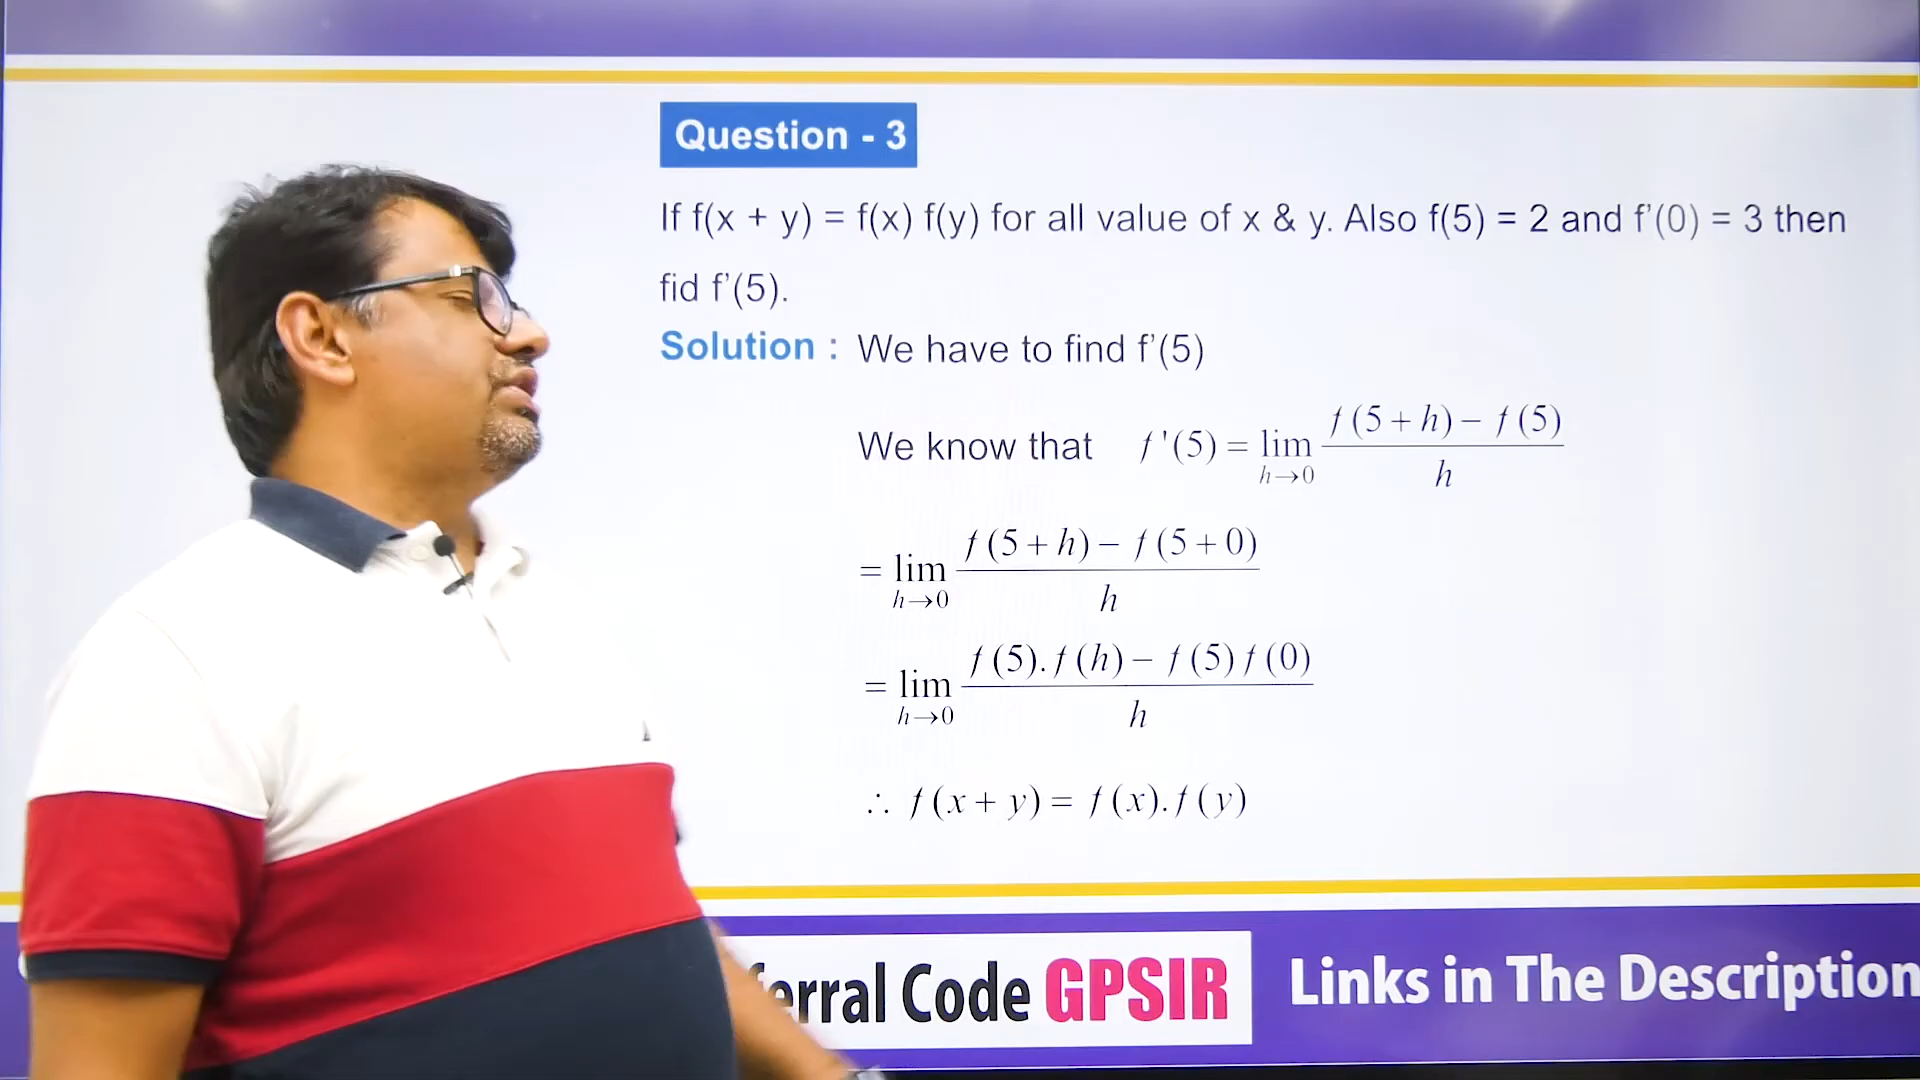 Question - 3
If f(x + y) = f(x) f(y) for all value of x & y. Also f(5) = 2 and f'(0) = 3 then
fid f'(5).
Solution : We have to find f'(5)
We know that f'(5) = lim h→0 f(5+h) – f(5) / h
= lim h→0 f(5+h) – f(5+0) / h
= lim h→0 f(5).f(h) – f(5) f(0) / h
∴ f(x+y) = f(x).f(y)
Code GPSIR
Links in The Description